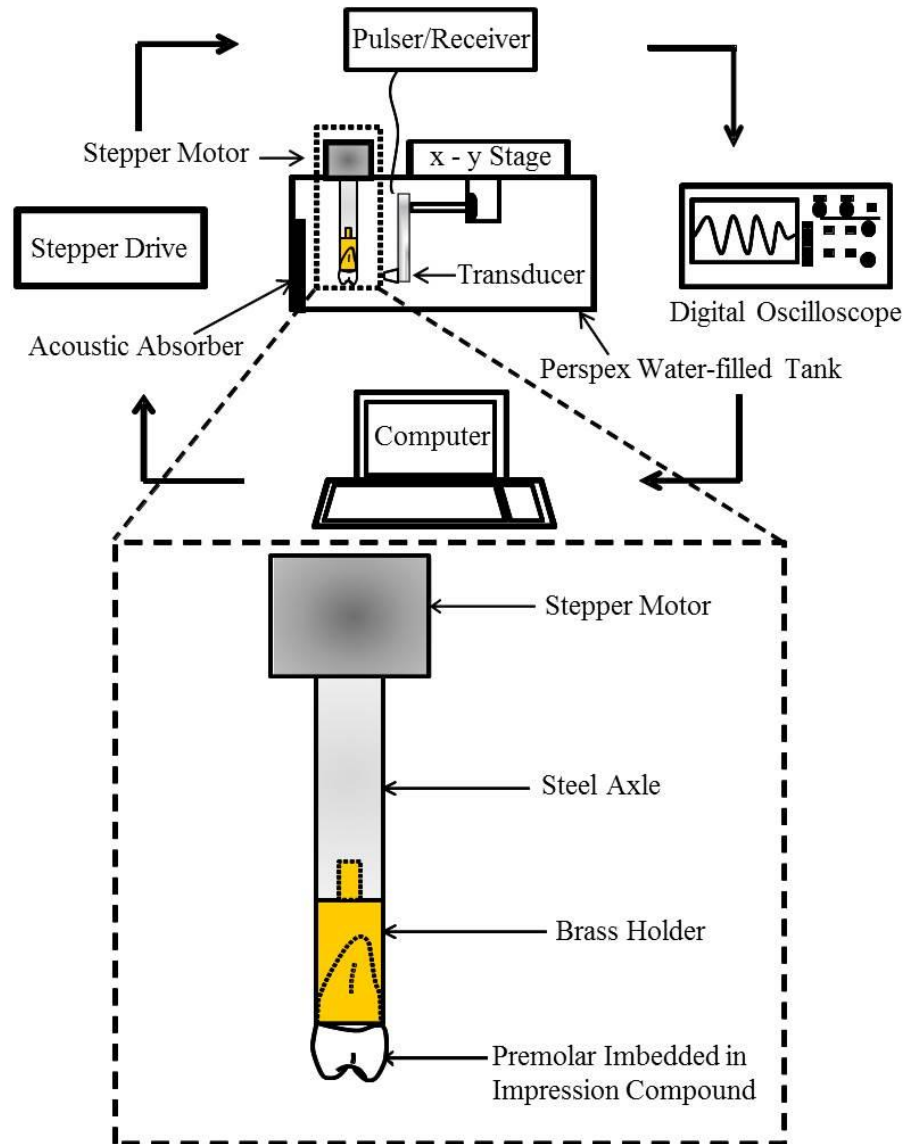 Pulser/Receiver
Stepper Motor
x - y Stage
Stepper Drive
Transducer
Digital Oscilloscope
Acoustic Absorber
Perspex Water-filled Tank
Computer
Stepper Motor
Steel Axle
Brass Holder
Premolar Imbedded in
Impression Compound